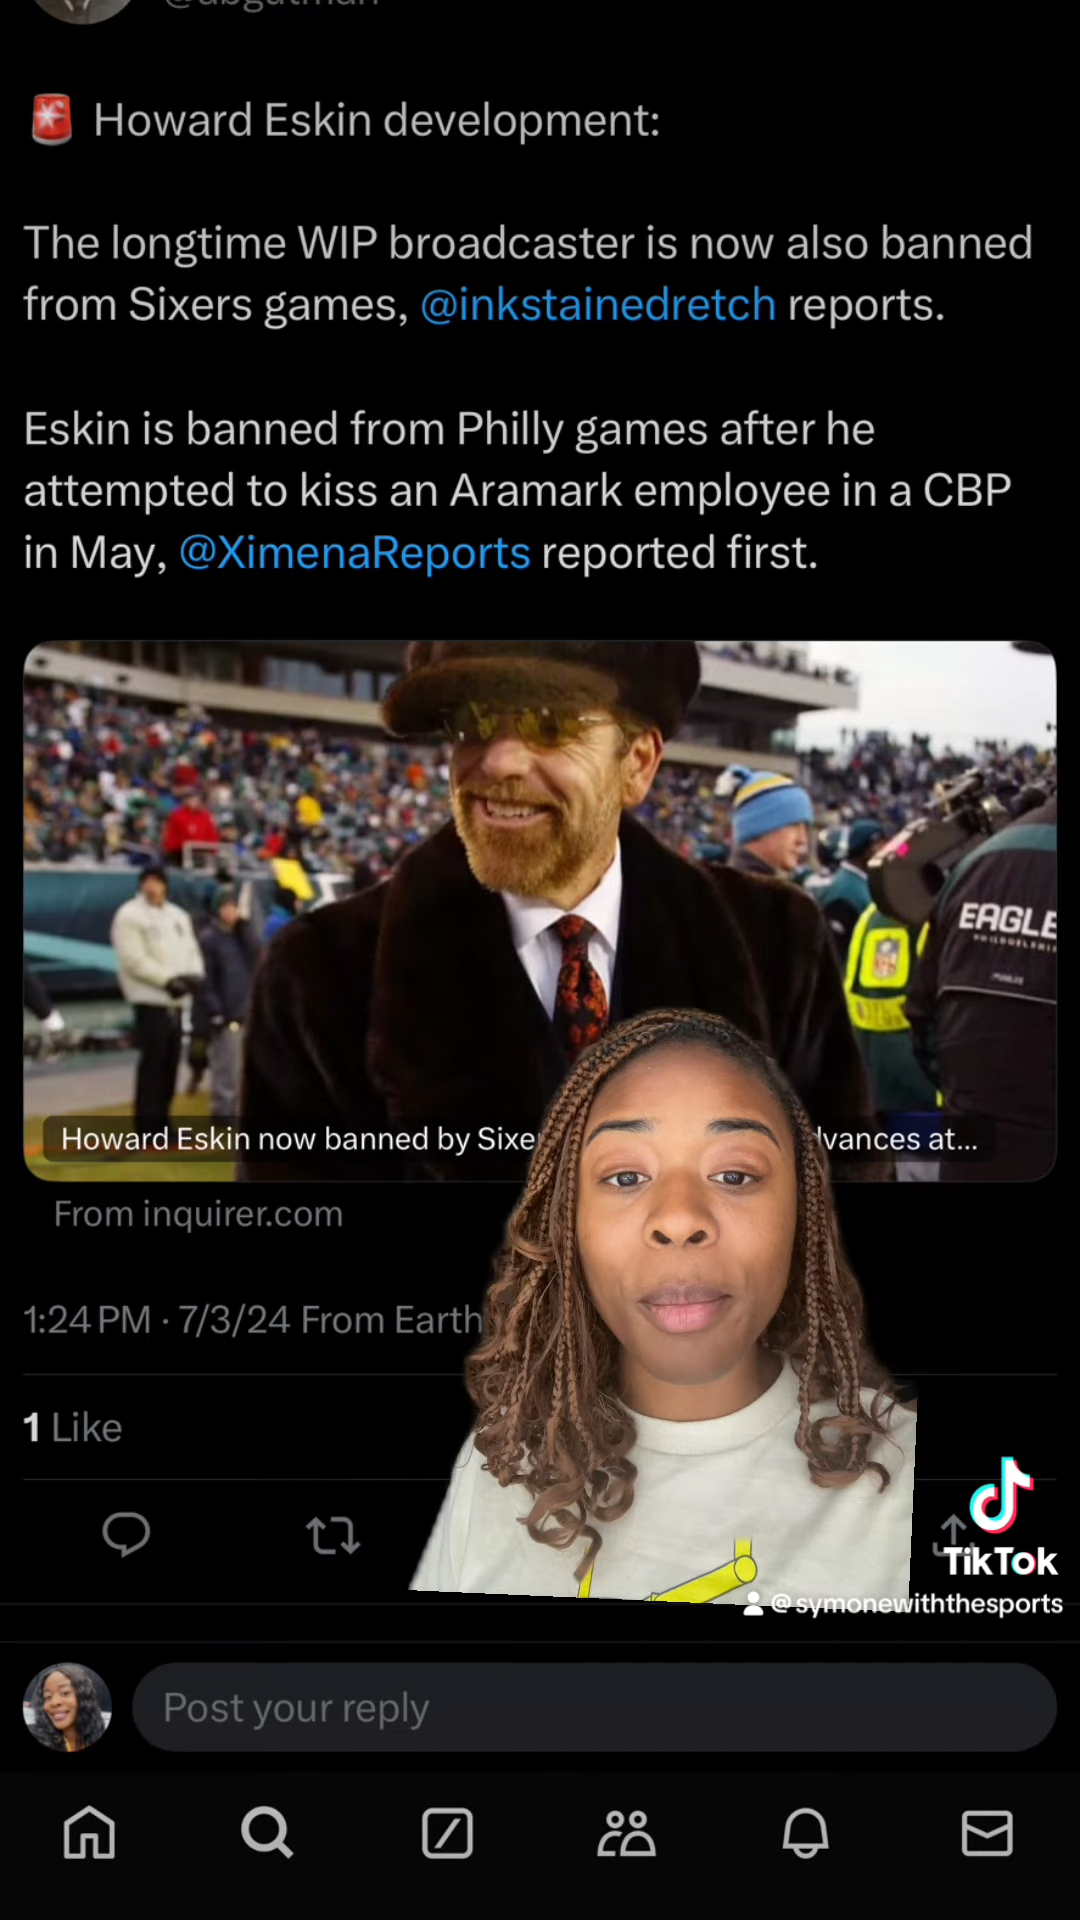 @abgutman
Howard Eskin development:
The longtime WIP broadcaster is now also banned
from Sixers games, @inkstainedretch reports.
Eskin is banned from Philly games after he
attempted to kiss an Aramark employee in a CBP
in May, @XimenaReports reported first.
EAGLE
Howard Eskin now banned by Sixe
dvances at...
From inquirer.com
1:24 PM · 7/3/24 From Earth
1 Like
TikTok
@symonewiththesports
Post your reply